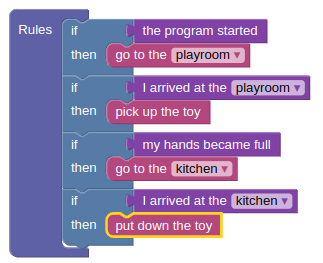 Rules if the program started
then go to the playroom
if I arrived at the playroom
then pick up the toy
if my hands became full
then go to the kitchen
if I arrived at the kitchen
then put down the toy